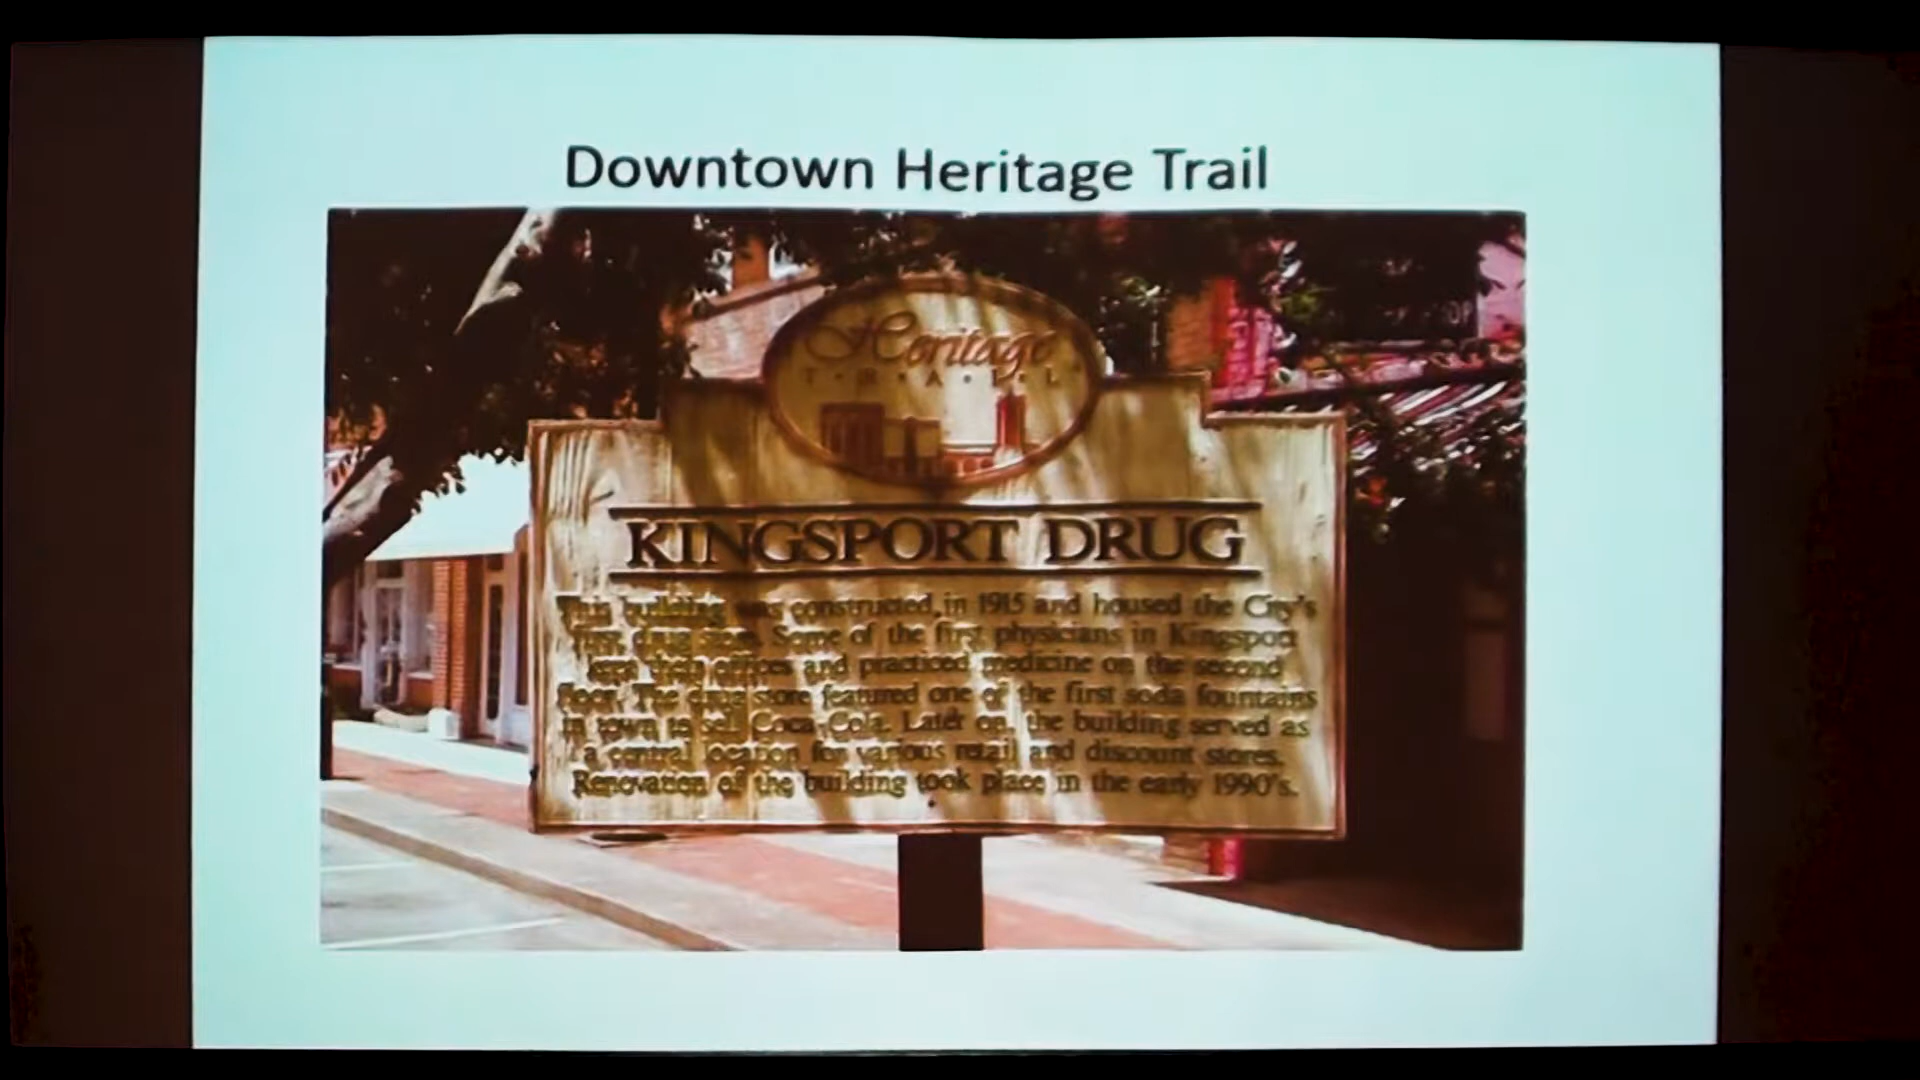 Downtown Heritage Trail
Heritage
T·R·A·I·L
KINGSPORT DRUG
This building was constructed in 1915 and housed the City's
first drug store. Some of the first physicians in Kingsport
kept their offices and practiced medicine on the second
floor. The drug store featured one of the first soda fountains
in town to sell Coca-Cola. Later on, the building served as
a central location for various retail and discount stores.
Renovation of the building took place in the early 1990's.